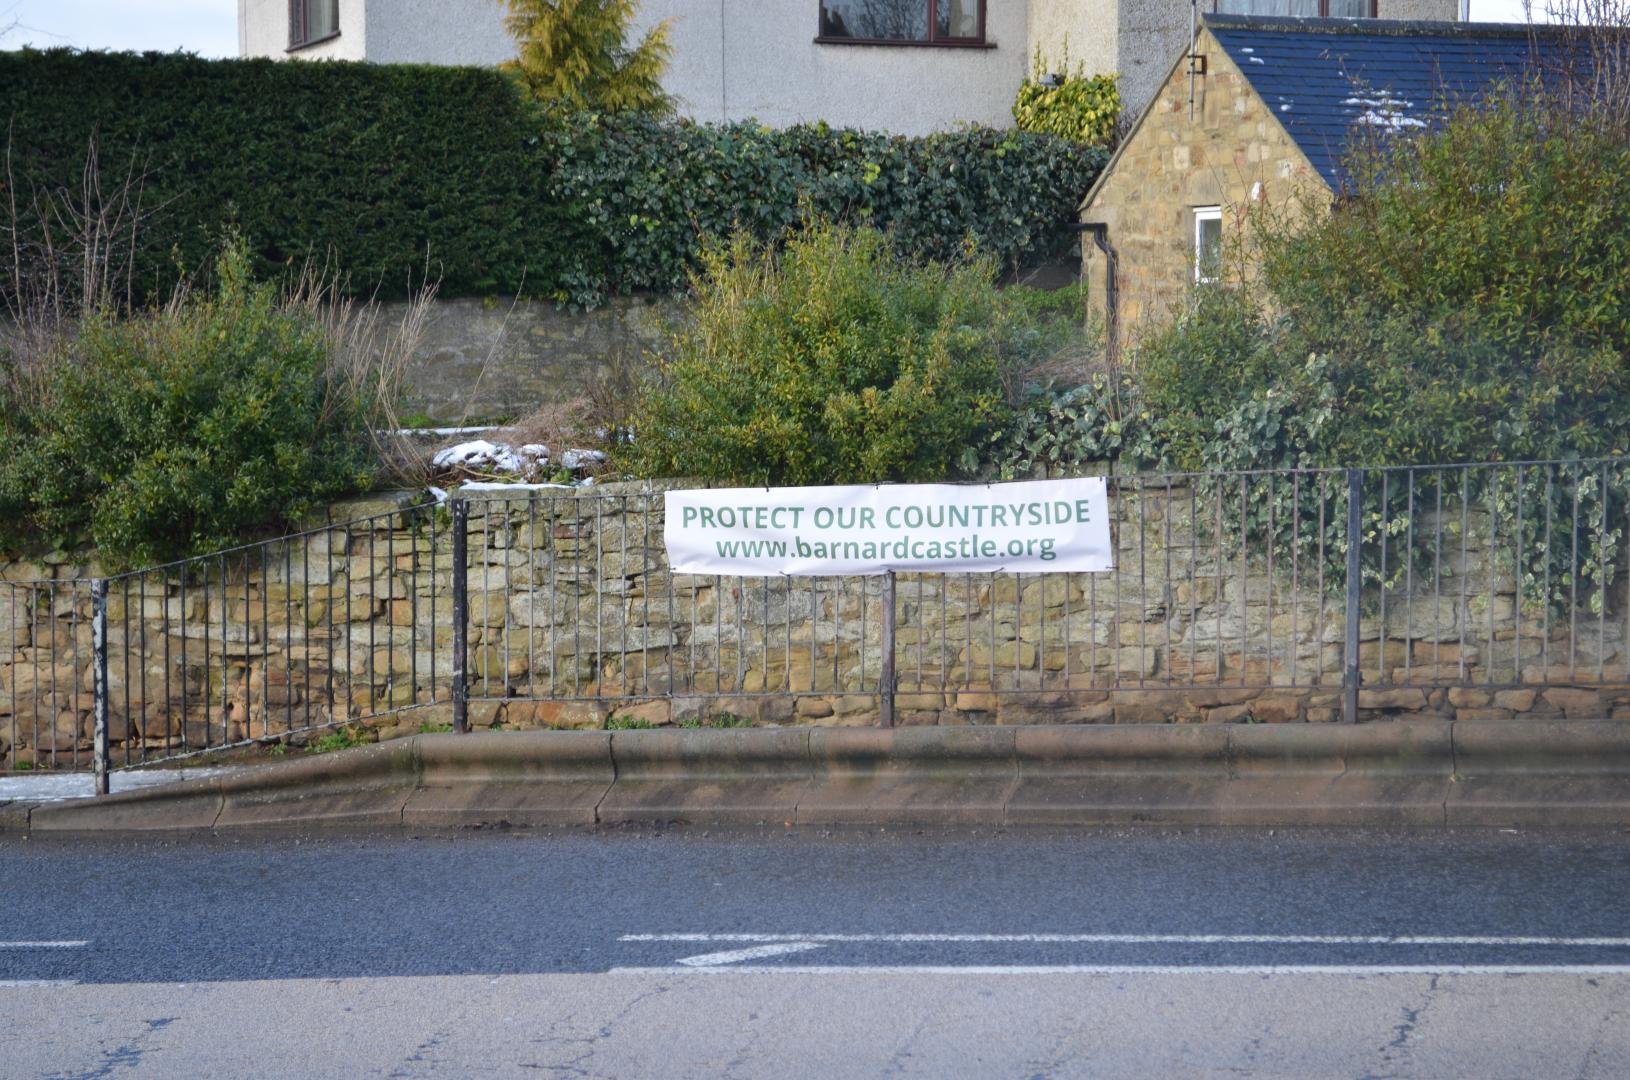 PROTECT OUR COUNTRYSIDE
www.barnardcastle.org